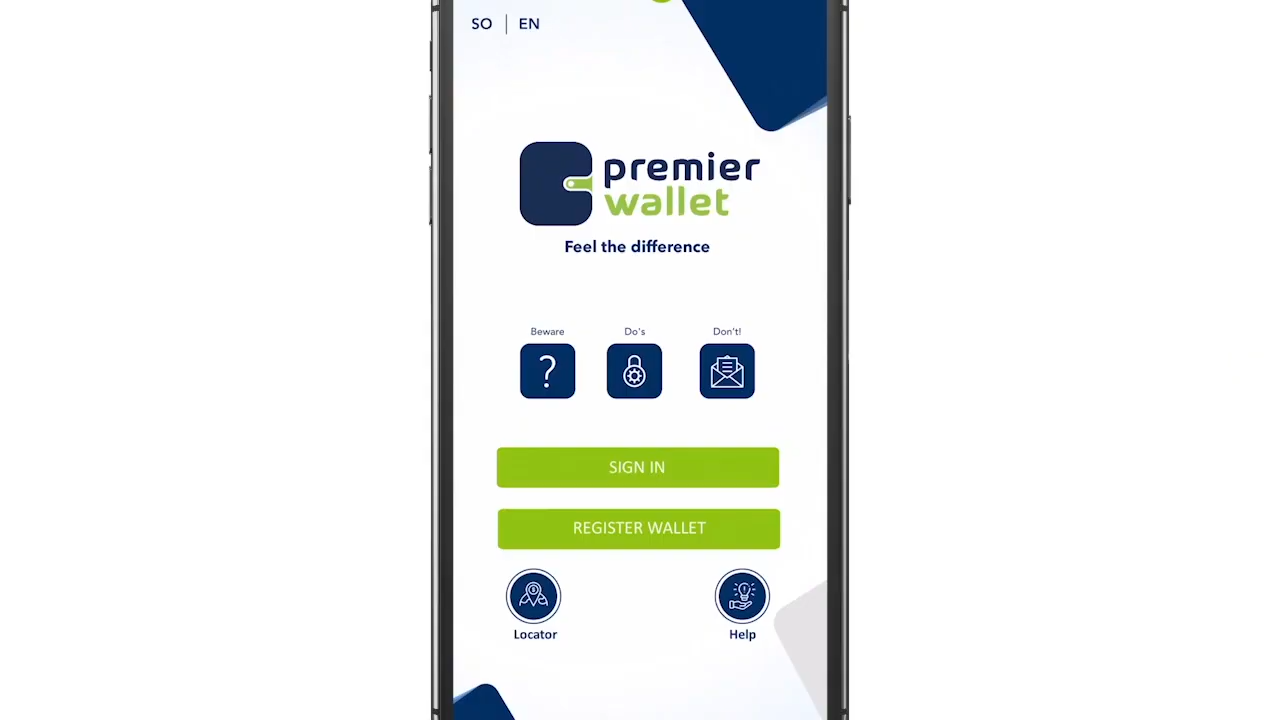 SO | EN
premier
wallet
Feel the difference
Beware Do's Don't!
SIGN IN
REGISTER WALLET
Locator Help